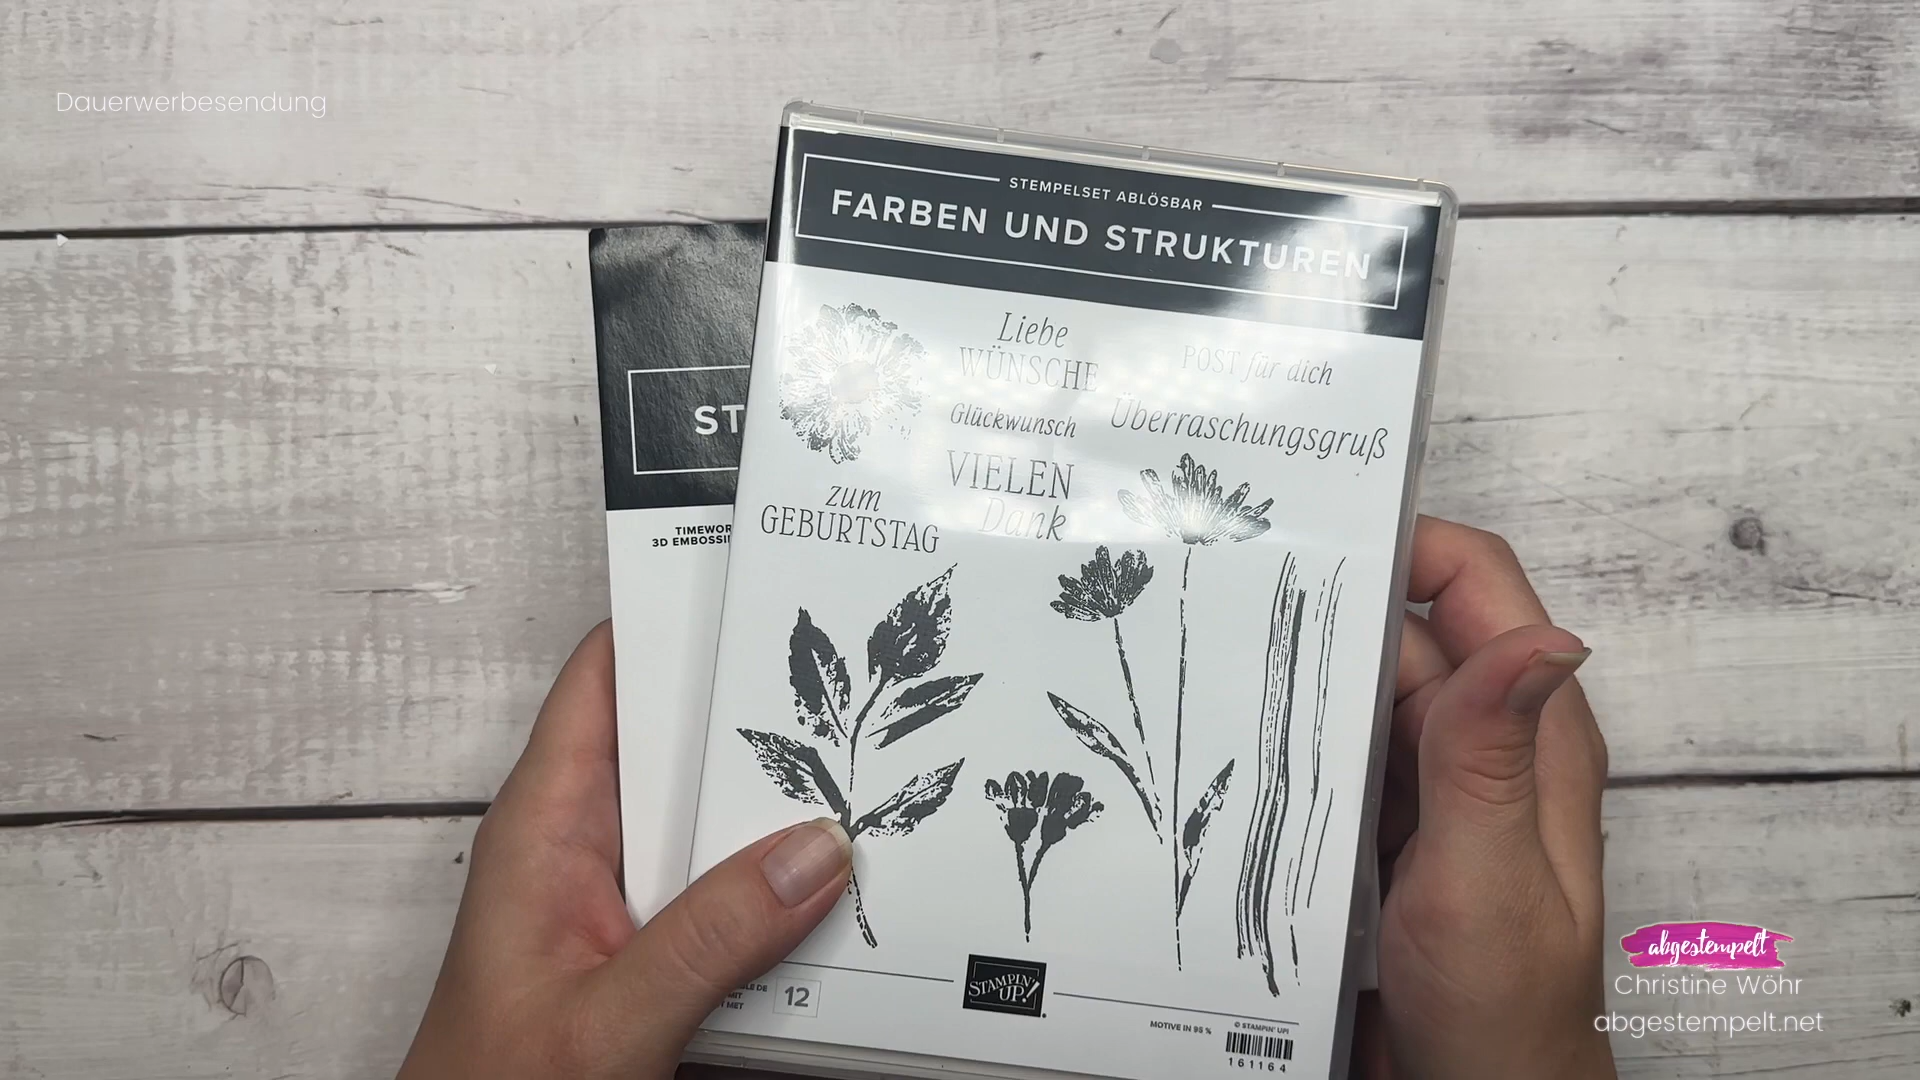 Dauerwerbesendung
STEMPELSET ABLÖSBAR
FARBEN UND STRUKTUREN
Liebe
WÜNSCHE
POST für dich
Glückwunsch
Überraschungsgruß
VIELEN
Dank
zum
GEBURTSTAG
ST
TIMEWOR
3D EMBOSSI
12
STAMPIN'
UP!
MOTIVE IN 95 %
© STAMPIN' UP!
161164
abgestempelt
Christine Wöhr
abgestempelt.net